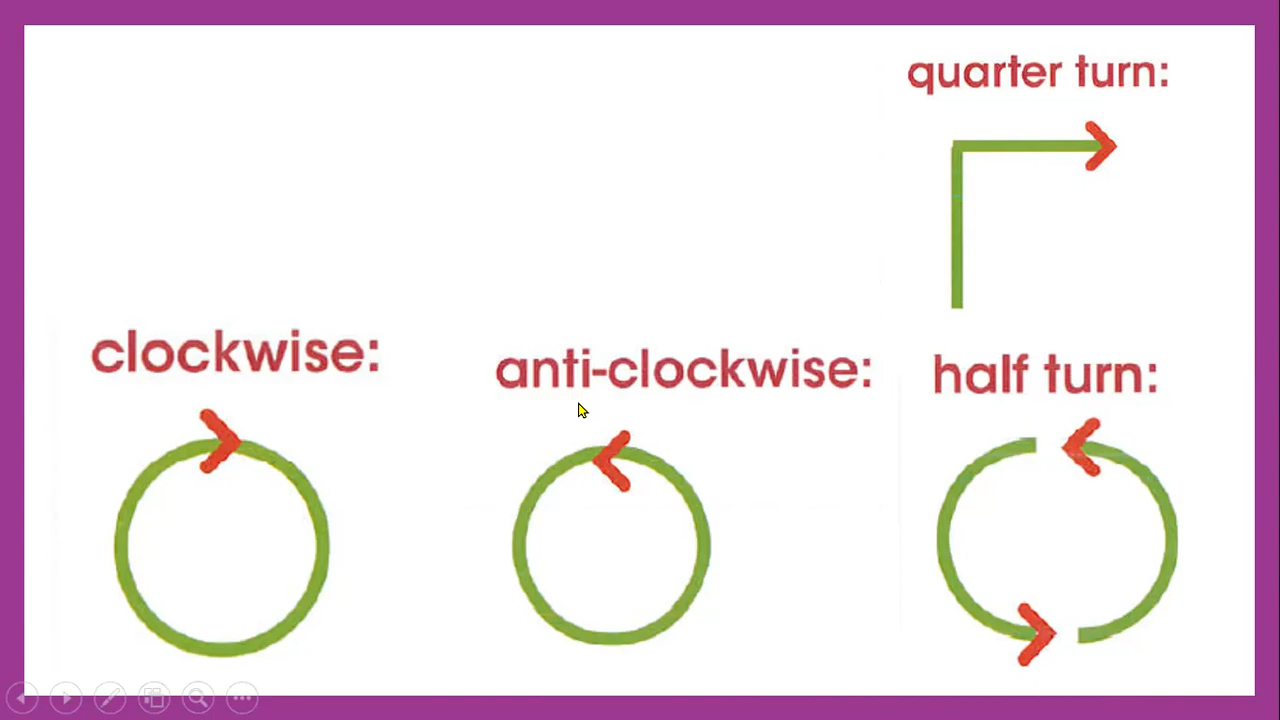 quarter turn:
clockwise:
anti-clockwise:
half turn: